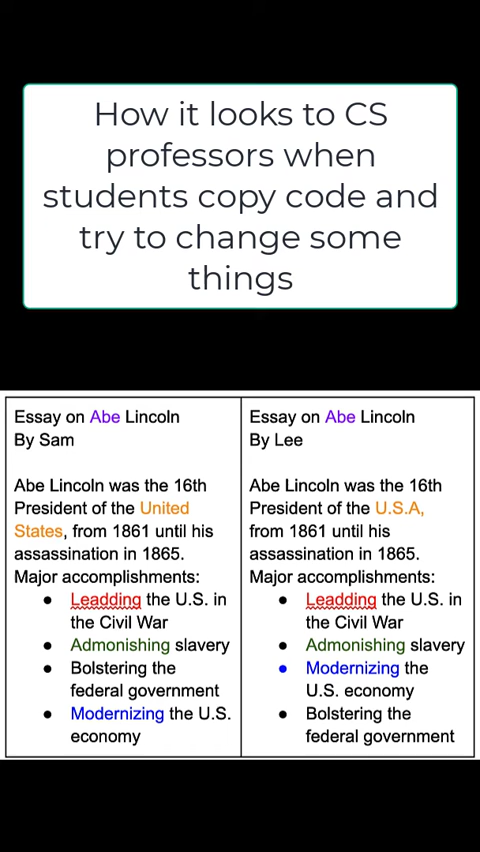 How it looks to CS
professors when
students copy code and
try to change some
things
Essay on Abe Lincoln
By Sam
Abe Lincoln was the 16th
President of the United
States, from 1861 until his
assassination in 1865.
Major accomplishments:
● Leadding the U.S. in
the Civil War
● Admonishing slavery
● Bolstering the
federal government
● Modernizing the U.S.
economy
Essay on Abe Lincoln
By Lee
Abe Lincoln was the 16th
President of the U.S.A,
from 1861 until his
assassination in 1865.
Major accomplishments:
● Leadding the U.S. in
the Civil War
● Admonishing slavery
● Modernizing the
U.S. economy
● Bolstering the
federal government